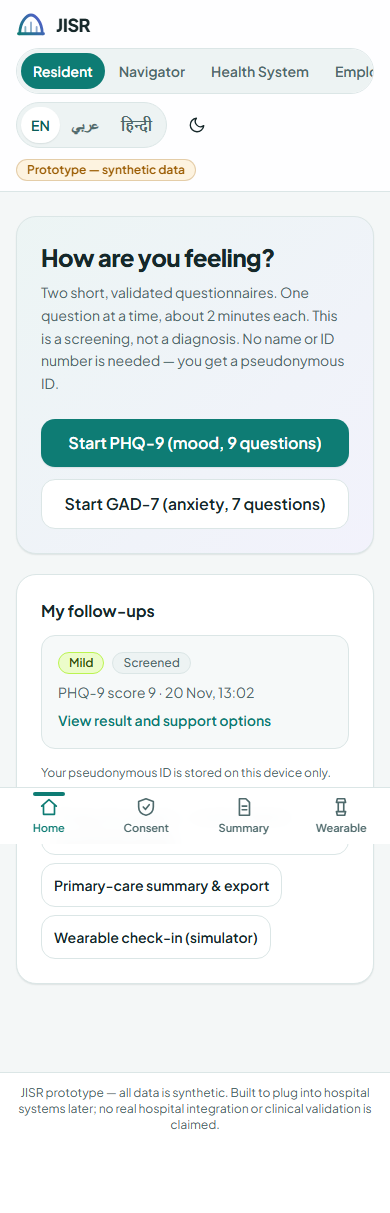 JISR
Resident Navigator Health System
EN عربي हिन्दी
Prototype — synthetic data
How are you feeling?
Two short, validated questionnaires. One
question at a time, about 2 minutes each. This
is a screening, not a diagnosis. No name or ID
number is needed — you get a pseudonymous
ID.
Start PHQ-9 (mood, 9 questions)
Start GAD-7 (anxiety, 7 questions)
My follow-ups
Mild Screened
PHQ-9 score 9 · 20 Nov, 13:02
View result and support options
Your pseudonymous ID is stored on this device only.
Home Consent Summary Wearable
Primary-care summary & export
Wearable check-in (simulator)
JISR prototype — all data is synthetic. Built to plug into hospital
systems later; no real hospital integration or clinical validation is
claimed.